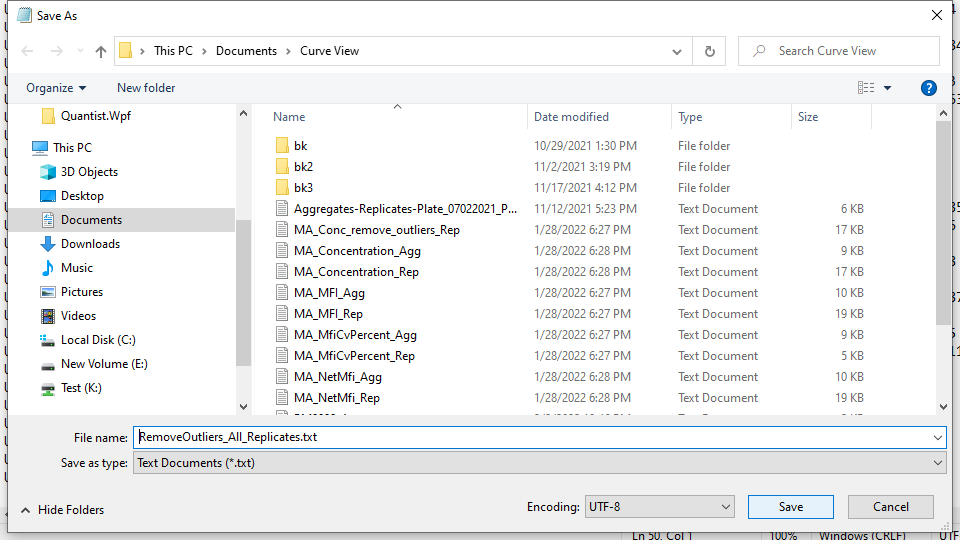 Save As
This PC > Documents > Curve View
Search Curve View
Organize
New folder
Quantist.Wpf
This PC
3D Objects
Desktop
Documents
Downloads
Music
Pictures
Videos
Local Disk (C:)
New Volume (E:)
Test (K:)
Name Date modified Type Size
bk 10/29/2021 1:30 PM File folder
bk2 11/2/2021 3:19 PM File folder
bk3 11/17/2021 4:12 PM File folder
Aggregates-Replicates-Plate_07022021_P... 11/12/2021 5:23 PM Text Document 6 KB
MA_Conc_remove_outliers_Rep 1/28/2022 6:27 PM Text Document 17 KB
MA_Concentration_Agg 1/28/2022 6:28 PM Text Document 9 KB
MA_Concentration_Rep 1/28/2022 6:28 PM Text Document 17 KB
MA_MFI_Agg 1/28/2022 6:27 PM Text Document 10 KB
MA_MFI_Rep 1/28/2022 6:27 PM Text Document 19 KB
MA_MfiCvPercent_Agg 1/28/2022 6:27 PM Text Document 9 KB
MA_MfiCvPercent_Rep 1/28/2022 6:27 PM Text Document 5 KB
MA_NetMfi_Agg 1/28/2022 6:28 PM Text Document 10 KB
MA_NetMfi_Rep 1/28/2022 6:28 PM Text Document 19 KB
File name: RemoveOutliers_All_Replicates.txt
Save as type: Text Documents (*.txt)
Hide Folders
Encoding: UTF-8
Save
Cancel
Ln 50, Col 1 100% Windows (CRLF) UTF